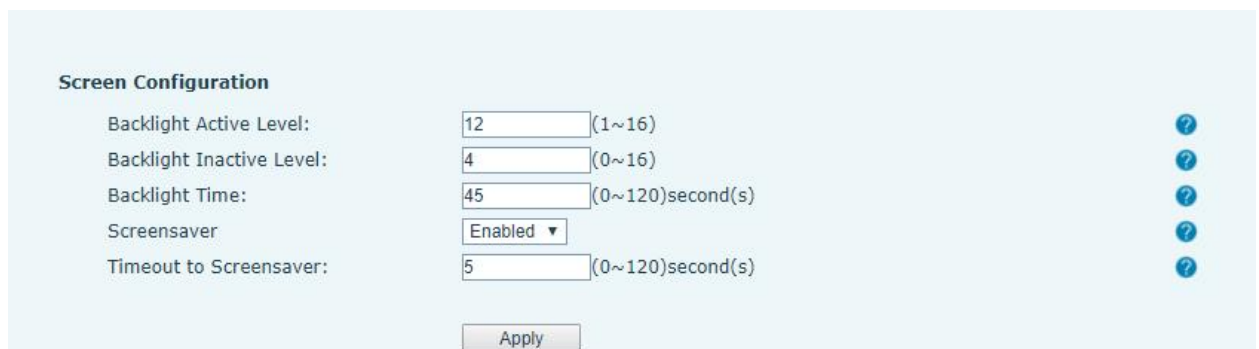 Screen Configuration
Backlight Active Level: 12 (1~16)
Backlight Inactive Level: 4 (0~16)
Backlight Time: 45 (0~120)second(s)
Screensaver Enabled
Timeout to Screensaver: 5 (0~120)second(s)
Apply